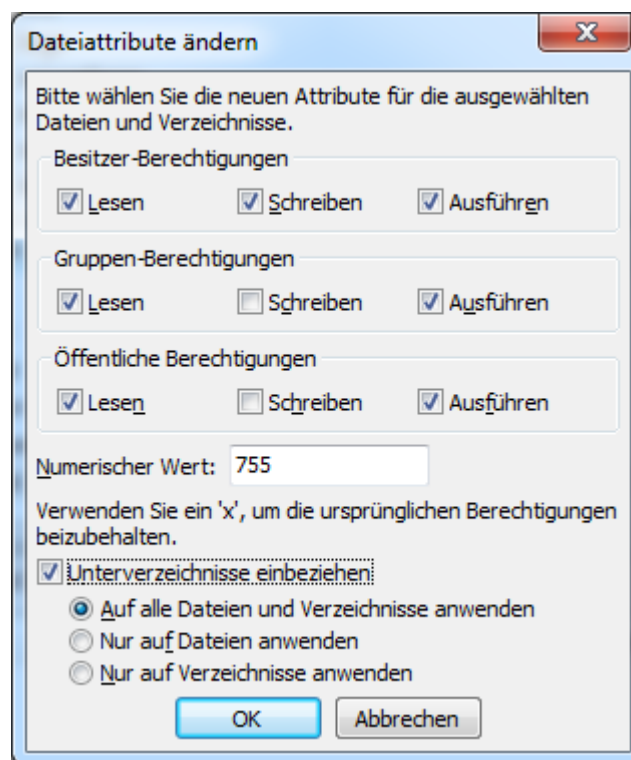 Dateiattribute ändern
Bitte wählen Sie die neuen Attribute für die ausgewählten
Dateien und Verzeichnisse.
Besitzer-Berechtigungen
Lesen Schreiben Ausführen
Gruppen-Berechtigungen
Lesen Schreiben Ausführen
Öffentliche Berechtigungen
Lesen Schreiben Ausführen
Numerischer Wert: 755
Verwenden Sie ein 'x', um die ursprünglichen Berechtigungen
beizubehalten.
Unterverzeichnisse einbeziehen
Auf alle Dateien und Verzeichnisse anwenden
Nur auf Dateien anwenden
Nur auf Verzeichnisse anwenden
OK Abbrechen